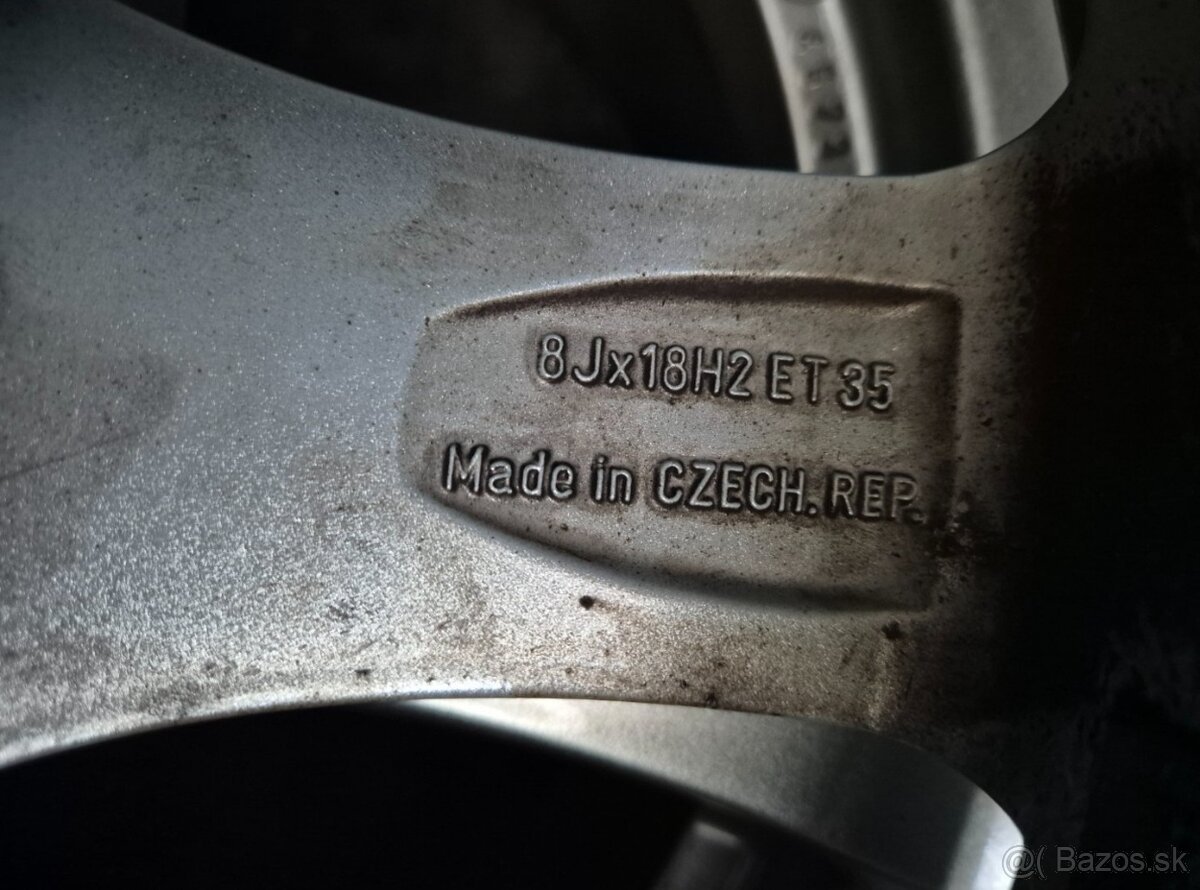 8Jx18H2 ET 35
Made in CZECH.REP.
@( Bazos.sk